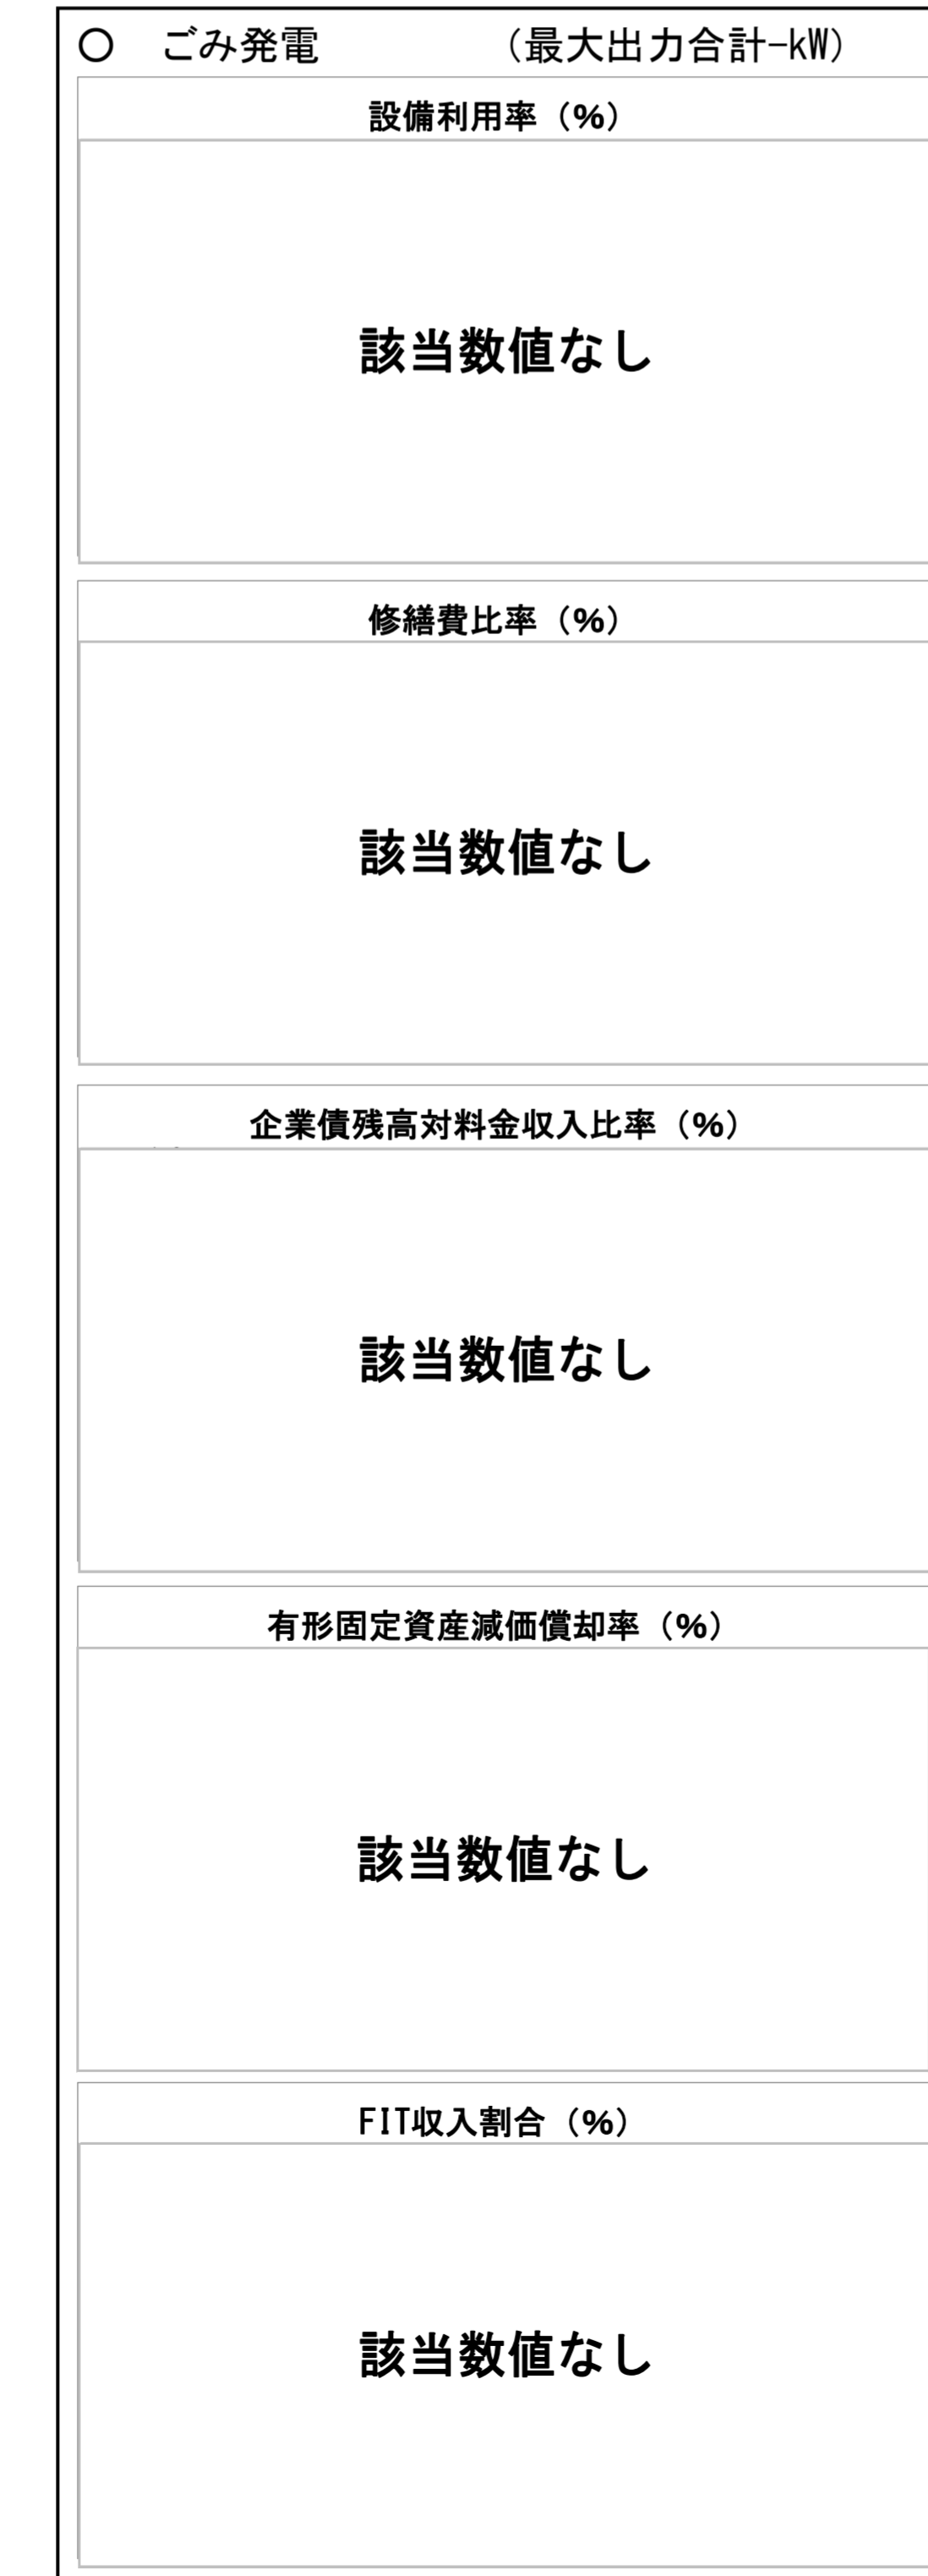 ○　ごみ発電　　　　　（最大出力合計-kW）
設備利用率（%）
該当数値なし
修繕費比率（%）
該当数値なし
企業債残高対料金収入比率（%）
該当数値なし
有形固定資産減価償却率（%）
該当数値なし
FIT収入割合（%）
該当数値なし